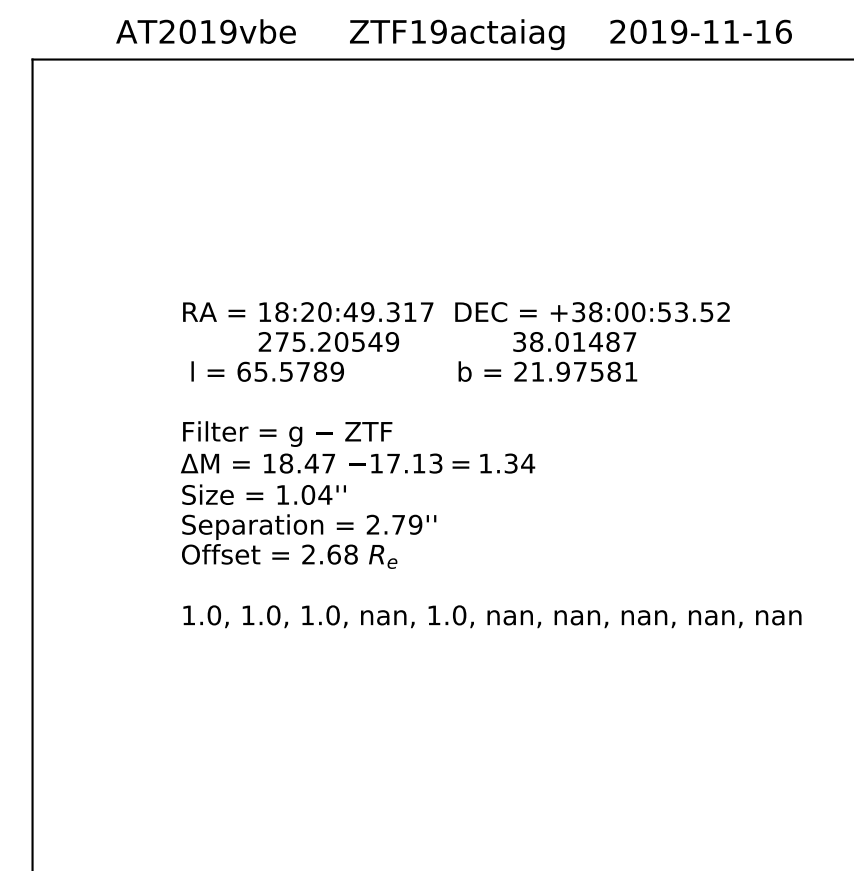 AT2019vbe ZTF19actaiag 2019-11-16
RA = 18:20:49.317 DEC = +38:00:53.52
275.20549 38.01487
l = 65.5789 b = 21.97581
Filter = g − ZTF
ΔM = 18.47 −17.13 = 1.34
Size = 1.04''
Separation = 2.79''
Offset = 2.68 Re
1.0, 1.0, 1.0, nan, 1.0, nan, nan, nan, nan, nan